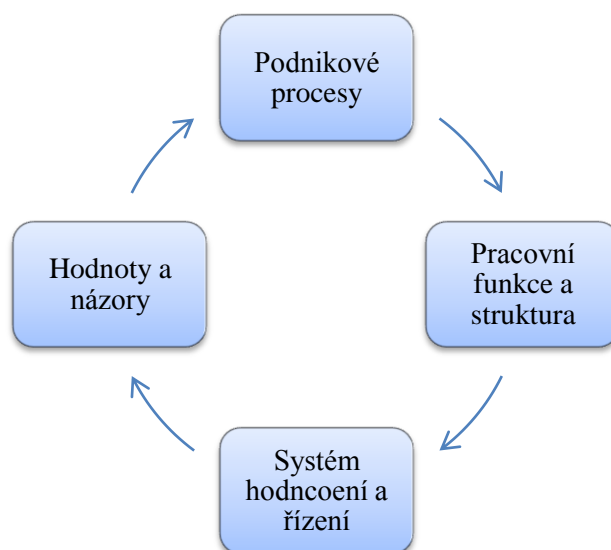 Podnikové
procesy
Pracovní
funkce a
struktura
Systém
hodncoení a
řízení
Hodnoty a
názory